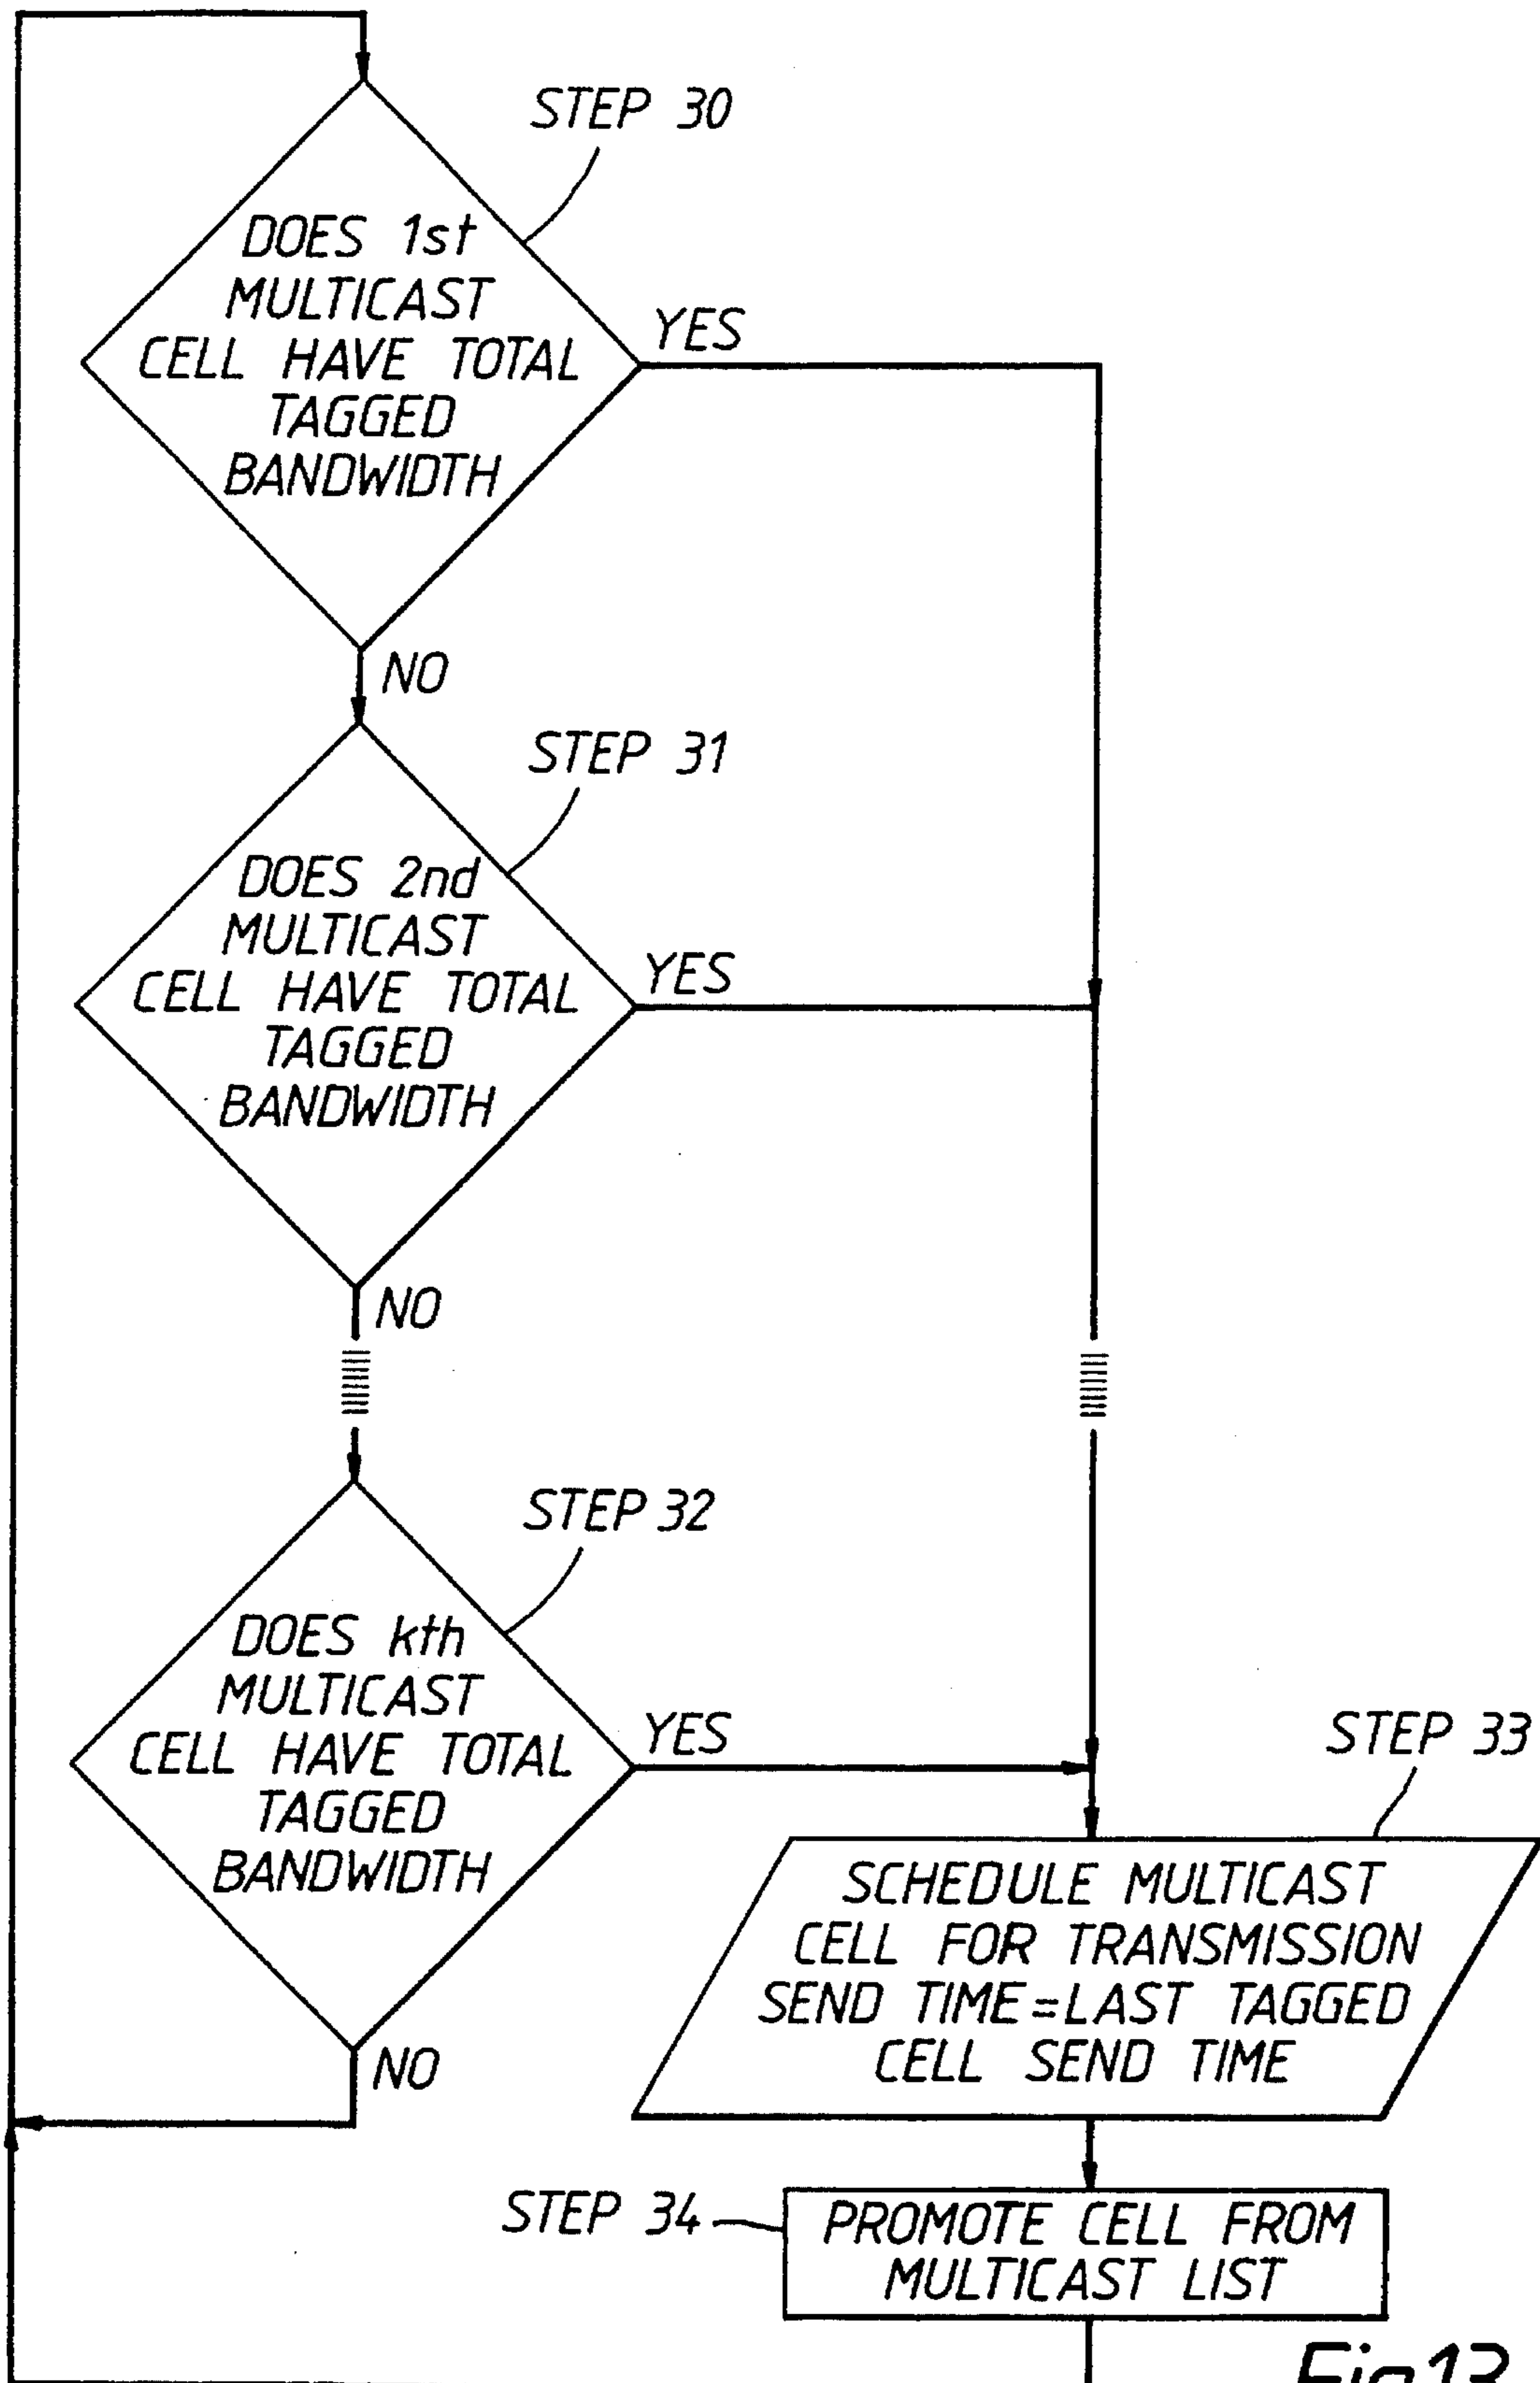 STEP 30
DOES 1st
MULTICAST
CELL HAVE TOTAL
TAGGED
BANDWIDTH
YES
NO
STEP 31
DOES 2nd
MULTICAST
CELL HAVE TOTAL
TAGGED
BANDWIDTH
YES
NO
STEP 32
DOES kth
MULTICAST
CELL HAVE TOTAL
TAGGED
BANDWIDTH
YES
NO
STEP 33
SCHEDULE MULTICAST
CELL FOR TRANSMISSION
SEND TIME=LAST TAGGED
CELL SEND TIME
STEP 34
PROMOTE CELL FROM
MULTICAST LIST
Fig 13